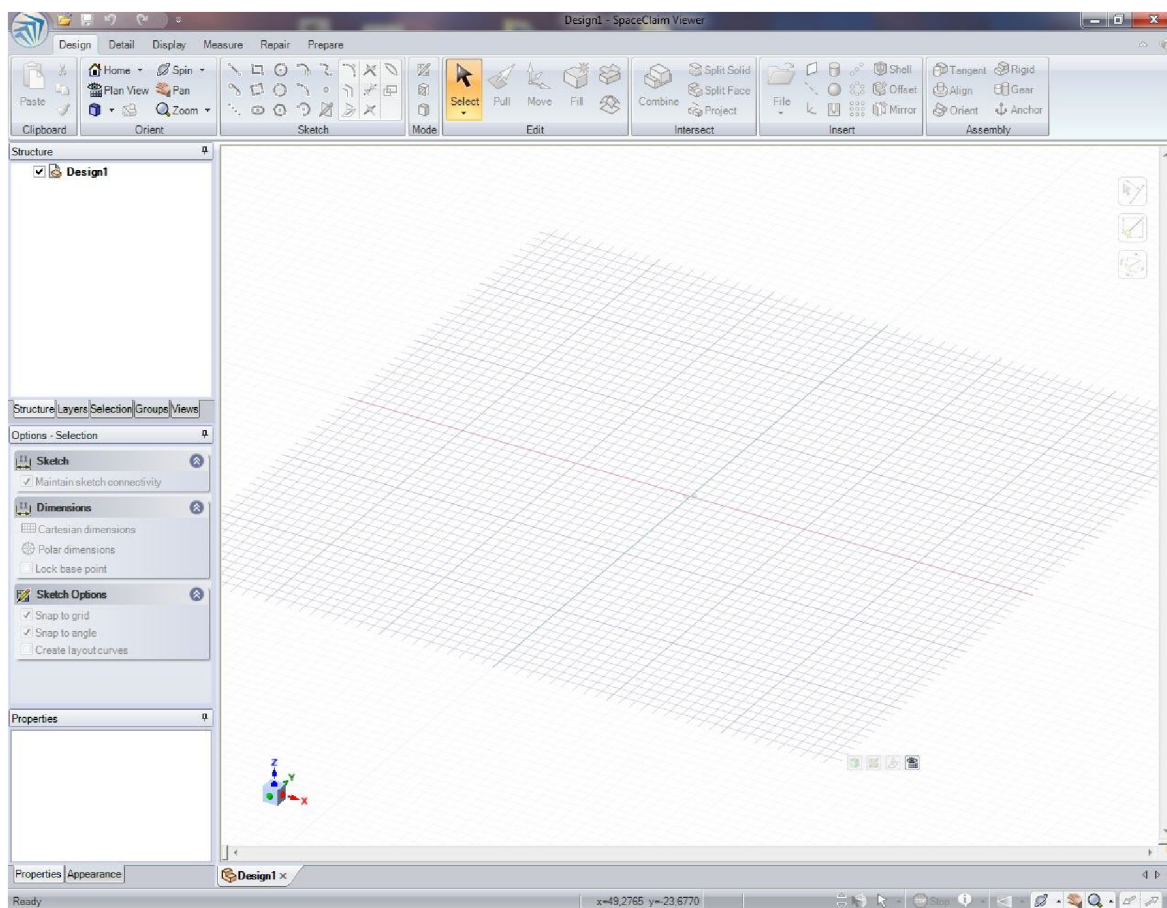 Design1 - SpaceClaim Viewer
Design Detail Display Measure Repair Prepare
Paste
Home Spin
Plan View Pan
Zoom
Select Pull Move Fill
Combine
Split Solid
Split Face
Project
File
Shell
Offset
Mirror
Tangent Rigid
Align Gear
Orient Anchor
Clipboard Orient Sketch Mode Edit Intersect Insert Assembly
Structure
Design1
Structure Layers Selection Groups Views
Options - Selection
Sketch
Maintain sketch connectivity
Dimensions
Cartesian dimensions
Polar dimensions
Lock base point
Sketch Options
Snap to grid
Snap to angle
Create layout curves
Properties
Z
Y
X
Properties Appearance
Design1
Ready
x=49,2765 y=-23,6770
Stop